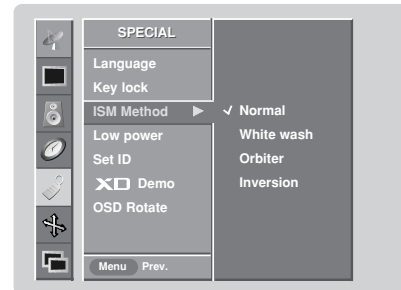 SPECIAL
Language
Key lock
ISM Method ▶
Low power
Set ID
XD Demo
OSD Rotate
Menu Prev.
✓ Normal
White wash
Orbiter
Inversion